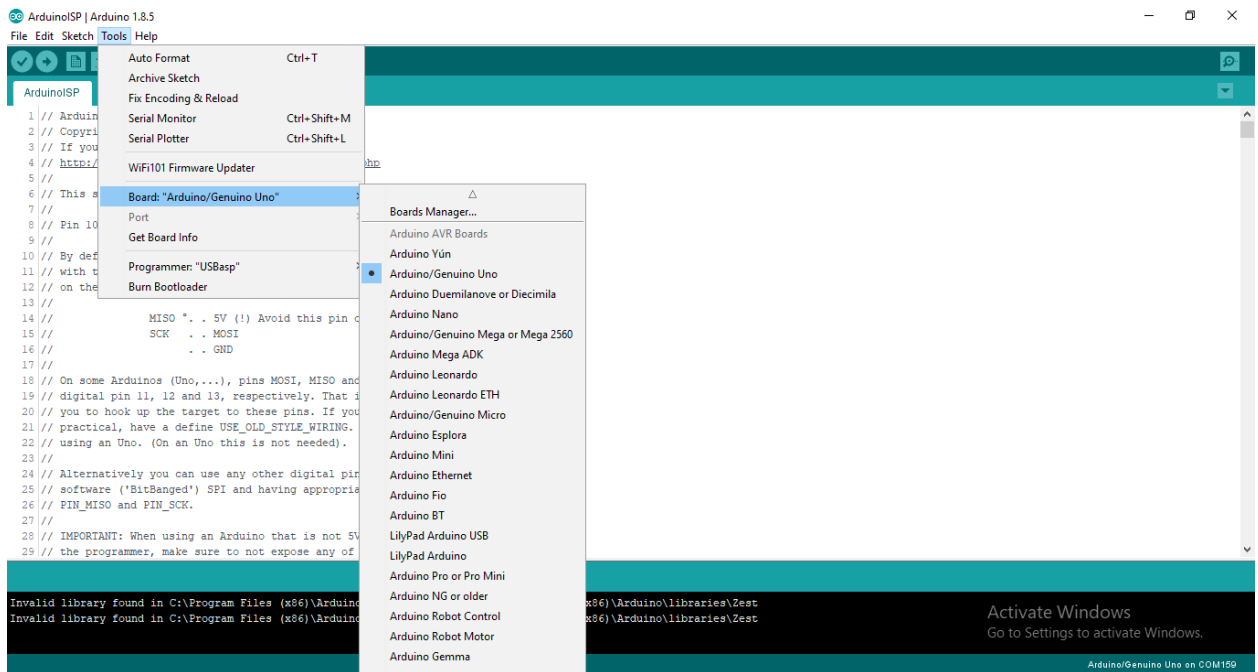 ArduinoISP | Arduino 1.8.5
File Edit Sketch Tools Help
ArduinoISP
Auto Format Ctrl+T
Archive Sketch
Fix Encoding & Reload
Serial Monitor Ctrl+Shift+M
Serial Plotter Ctrl+Shift+L
WiFi101 Firmware Updater
Board: "Arduino/Genuino Uno"
Port
Get Board Info
Programmer: "USBasp"
Burn Bootloader
Boards Manager...
Arduino AVR Boards
Arduino Yún
Arduino/Genuino Uno
Arduino Duemilanove or Diecimila
Arduino Nano
Arduino/Genuino Mega or Mega 2560
Arduino Mega ADK
Arduino Leonardo
Arduino Leonardo ETH
Arduino/Genuino Micro
Arduino Esplora
Arduino Mini
Arduino Ethernet
Arduino Fio
Arduino BT
LilyPad Arduino USB
LilyPad Arduino
Arduino Pro or Pro Mini
Arduino NG or older
Arduino Robot Control
Arduino Robot Motor
Arduino Gemma
1 // Arduin
2 // Copyri
3 // If you
4 // http:/ hp
5 //
6 // This s
7 //
8 // Pin 10
9 //
10 // By def
11 // with t
12 // on the
13 //
14 // MISO °. . 5V (!) Avoid this pin o
15 // SCK . . MOSI
16 // . . GND
17 //
18 // On some Arduinos (Uno,...), pins MOSI, MISO and
19 // digital pin 11, 12 and 13, respectively. That i
20 // you to hook up the target to these pins. If you
21 // practical, have a define USE_OLD_STYLE_WIRING.
22 // using an Uno. (On an Uno this is not needed).
23 //
24 // Alternatively you can use any other digital pin
25 // software ('BitBanged') SPI and having appropria
26 // PIN_MISO and PIN_SCK.
27 //
28 // IMPORTANT: When using an Arduino that is not 5V
29 // the programmer, make sure to not expose any of
Invalid library found in C:\Program Files (x86)\Arduino x86)\Arduino\libraries\Zest
Invalid library found in C:\Program Files (x86)\Arduino x86)\Arduino\libraries\Zest
Activate Windows
Go to Settings to activate Windows.
Arduino/Genuino Uno on COM159